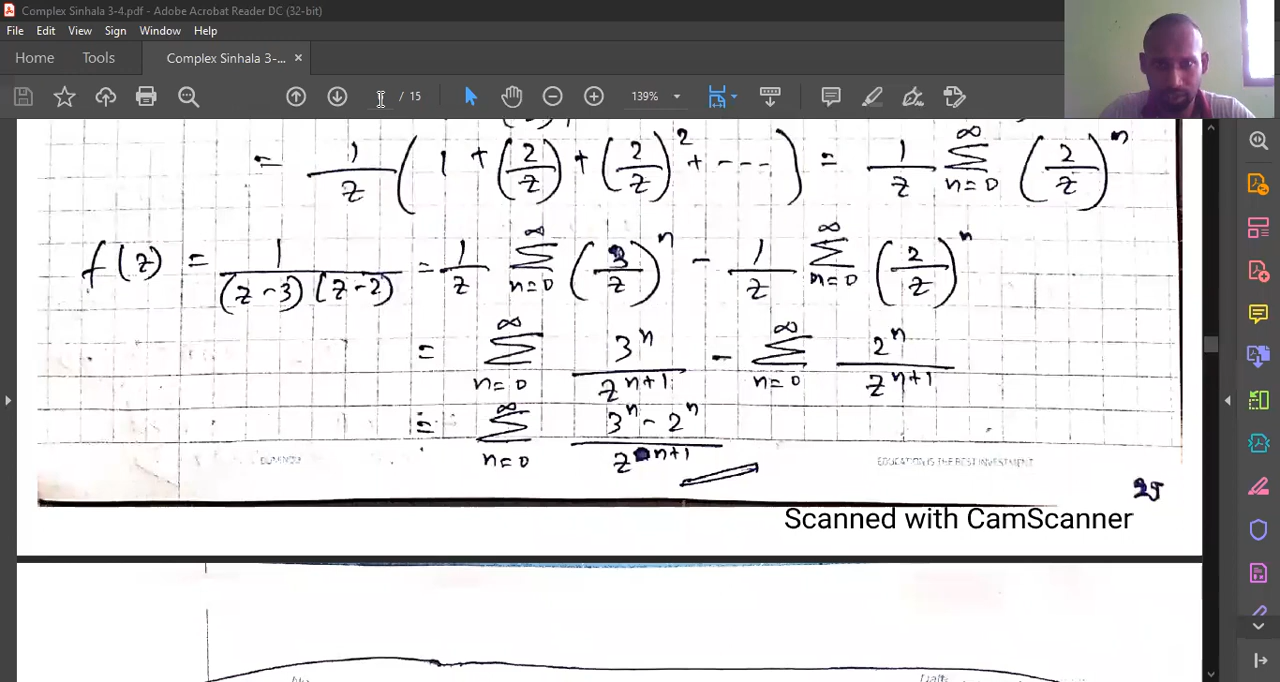 Complex Sinhala 3-4.pdf - Adobe Acrobat Reader DC (32-bit)
File Edit View Sign Window Help
Home Tools Complex Sinhala 3-... ×
/ 15 139%
= 1/z (1 + (2/z) + (2/z)^2 + ---) = 1/z ∑_{n=0}^{∞} (2/z)^n
f(z) = 1/((z-3)(z-2)) = 1/z ∑_{n=0}^{∞} (3/z)^n - 1/z ∑_{n=0}^{∞} (2/z)^n
= ∑_{n=0}^{∞} 3^n/z^{n+1} - ∑_{n=0}^{∞} 2^n/z^{n+1}
= ∑_{n=0}^{∞} (3^n - 2^n)/z^{n+1}
EDUCATION IS THE BEST INVESTMENT
25
Scanned with CamScanner